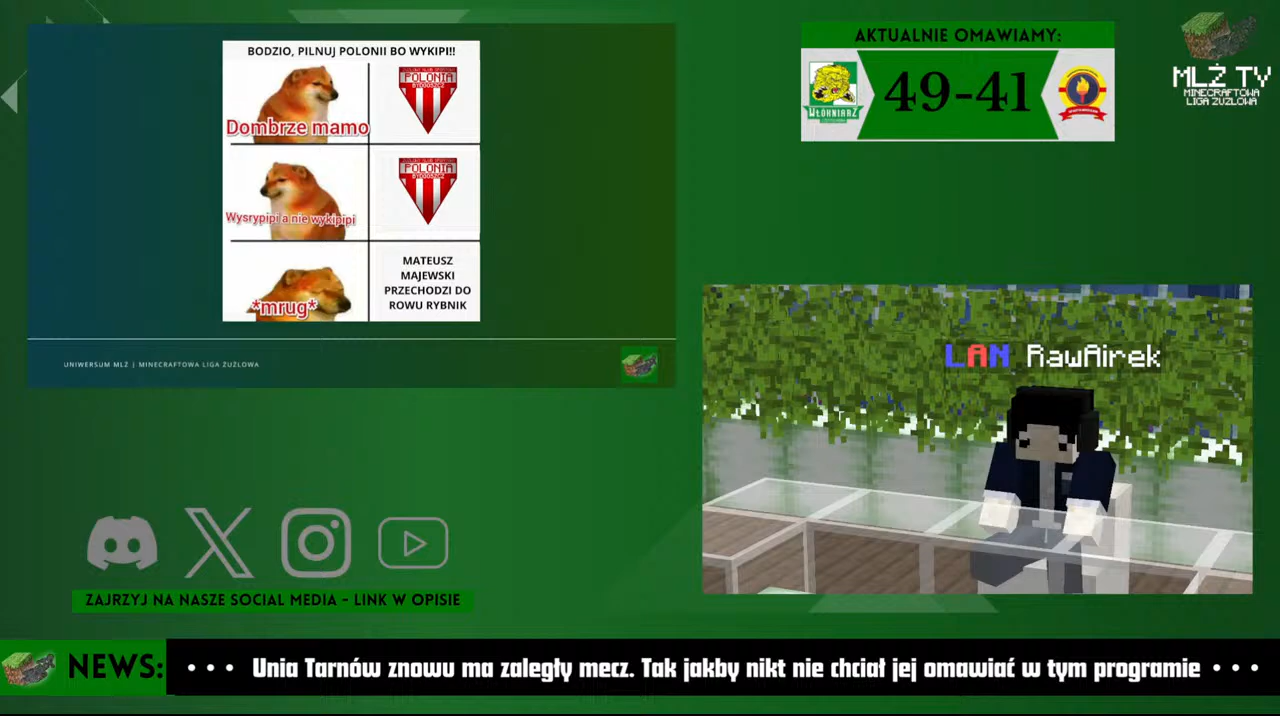 BODZIO, PILNUJ POLONII BO WYKIPI!!
Dombrze mamo
POLONIA
BYDGOSZCZ
Wysrypipi a nie wykipipi
POLONIA
BYDGOSZCZ
*mrug*
MATEUSZ
MAJEWSKI
PRZECHODZI DO
ROWU RYBNIK
UNIWERSUM MLŻ | MINECRAFTOWA LIGA ŻUŻLOWA
AKTUALNIE OMAWIAMY:
WŁÓKNIARZ
49-41
MLŻ TV
MINECRAFTOWA
LIGA ŻUŻLOWA
LAN RawAirek
ZAJRZYJ NA NASZE SOCIAL MEDIA - LINK W OPISIE
NEWS:
• • • Unia Tarnów znowu ma zaległy mecz. Tak jakby nikt nie chciał jej omawiać w tym programie • • •